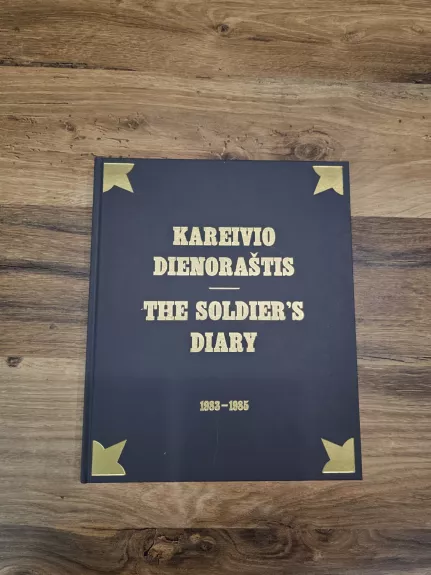 KAREIVIO
DIENORAŠTIS
THE SOLDIER'S
DIARY
1983–1985